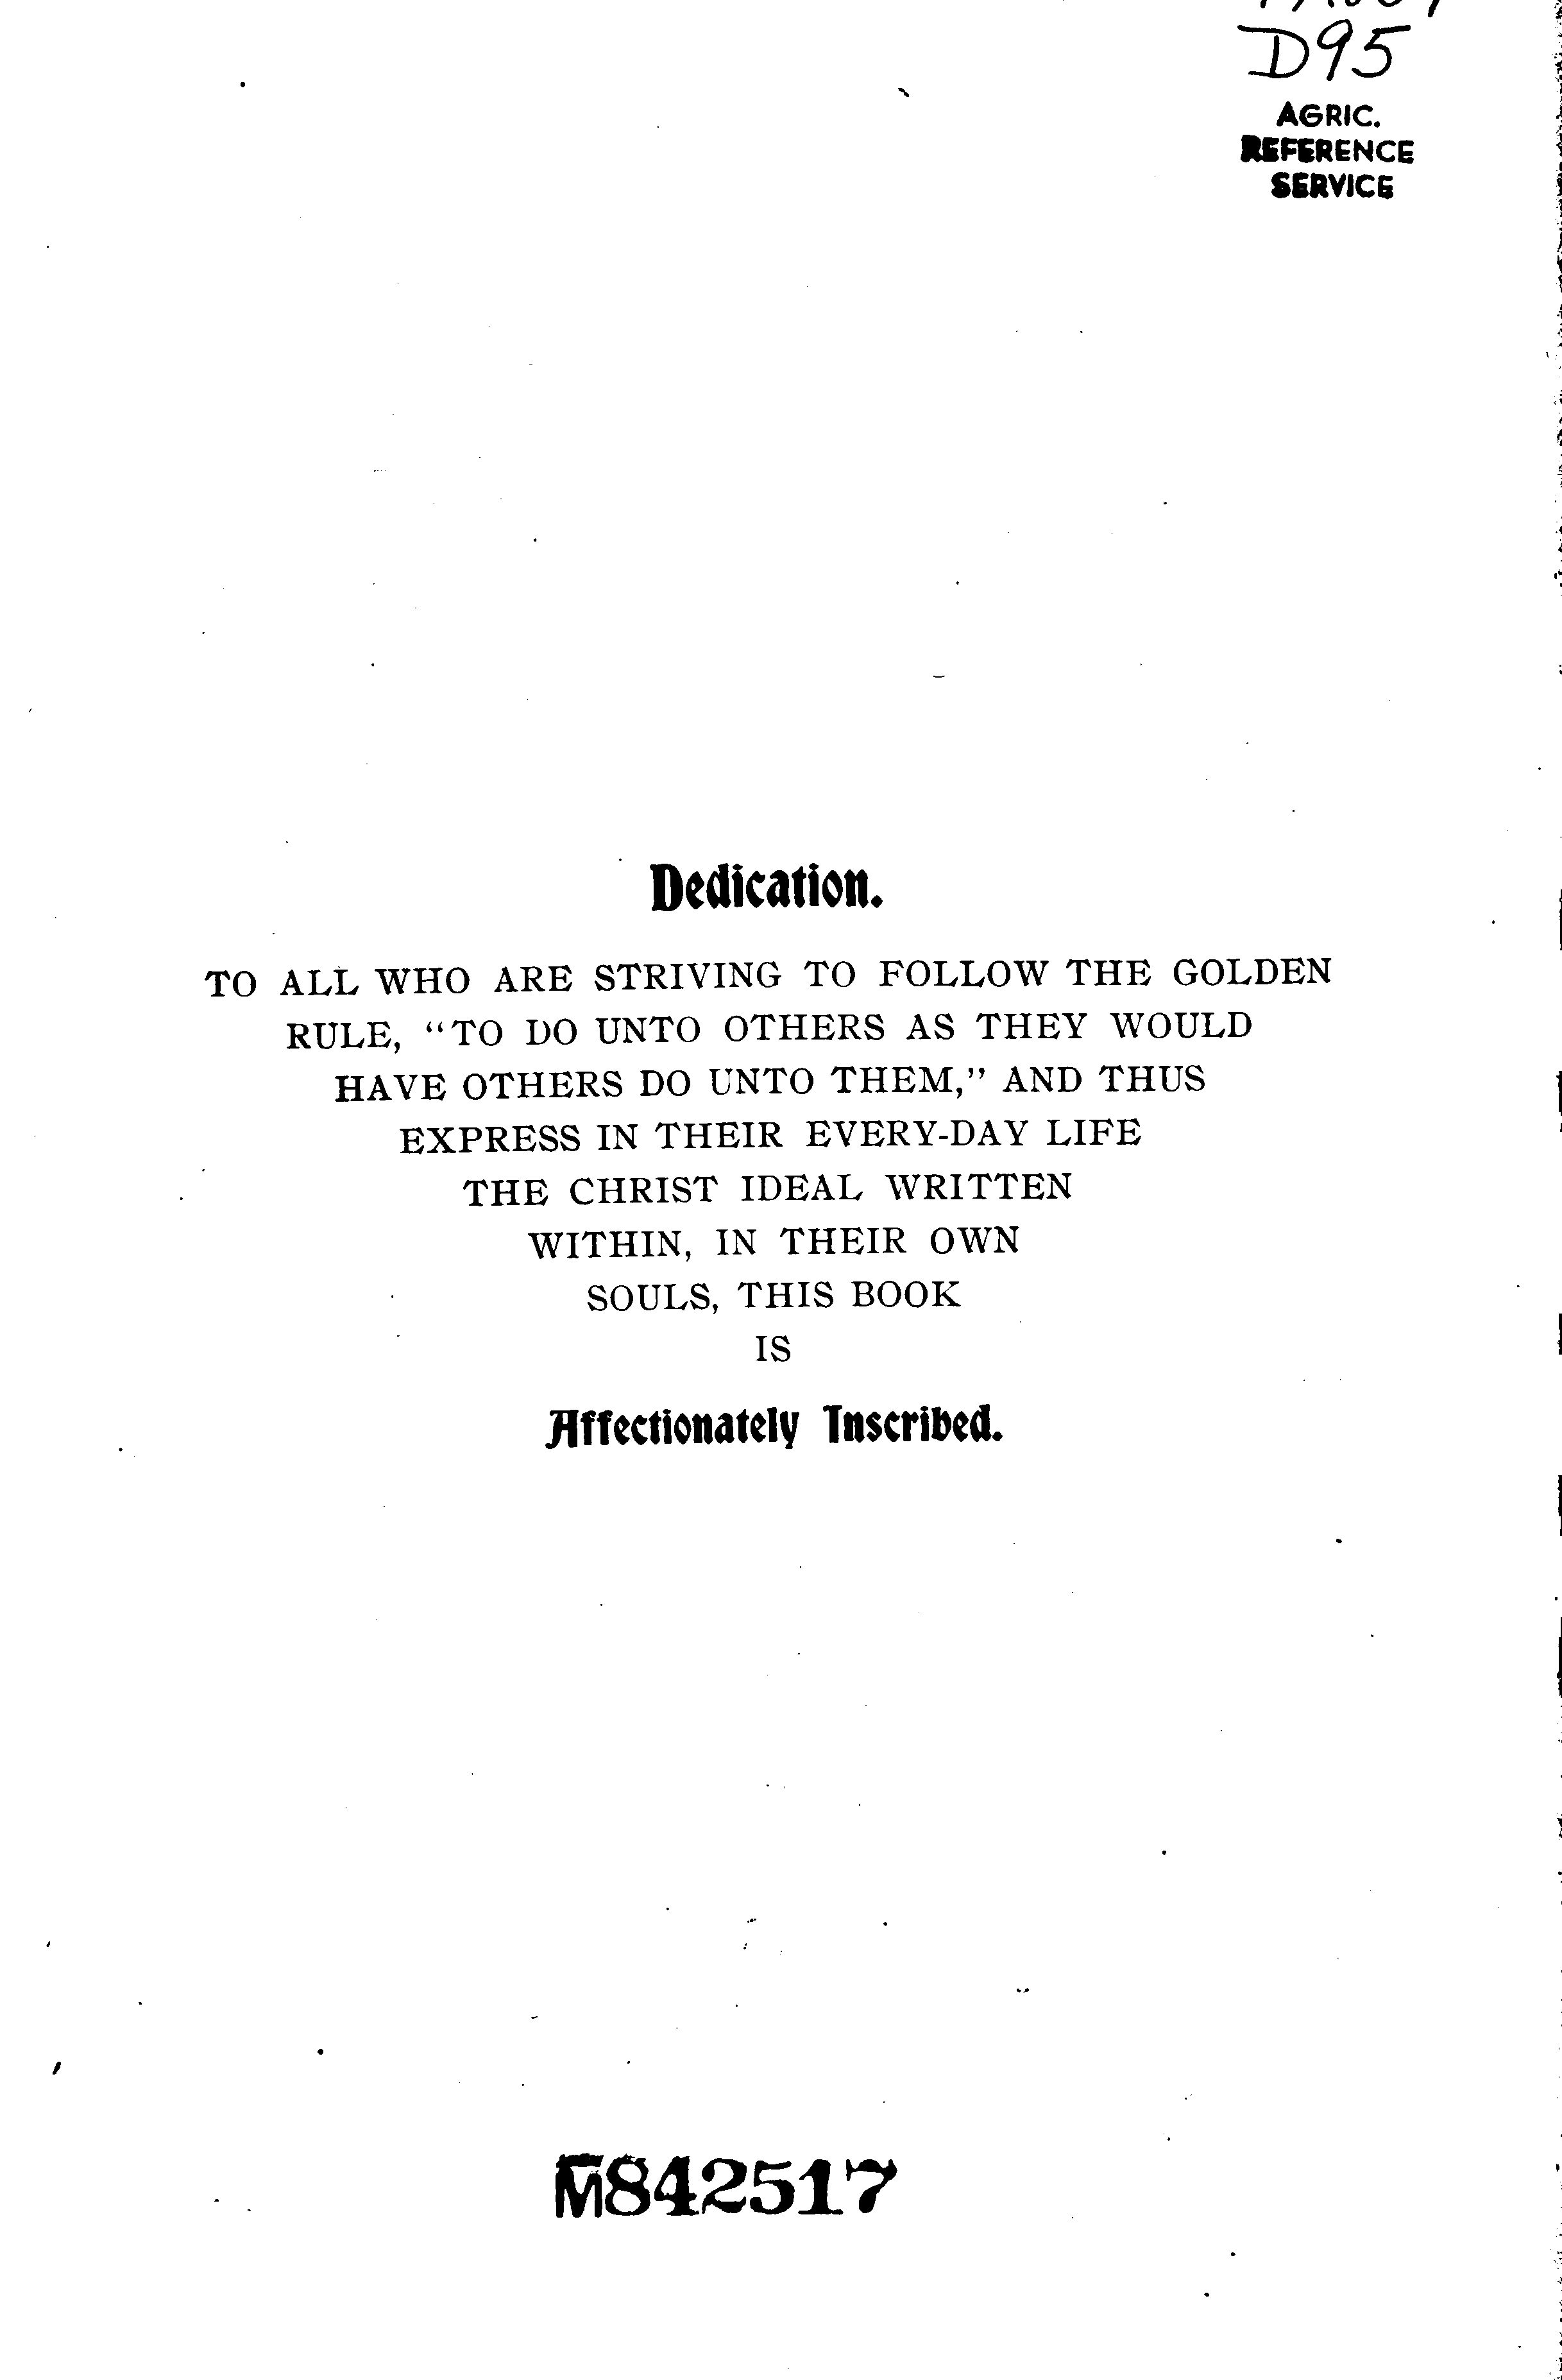 D95
AGRIC.
REFERENCE
SERVICE
Dedication.
TO ALL WHO ARE STRIVING TO FOLLOW THE GOLDEN
RULE, “TO DO UNTO OTHERS AS THEY WOULD
HAVE OTHERS DO UNTO THEM,” AND THUS
EXPRESS IN THEIR EVERY-DAY LIFE
THE CHRIST IDEAL WRITTEN
WITHIN, IN THEIR OWN
SOULS, THIS BOOK
IS
Affectionately Inscribed.
M842517